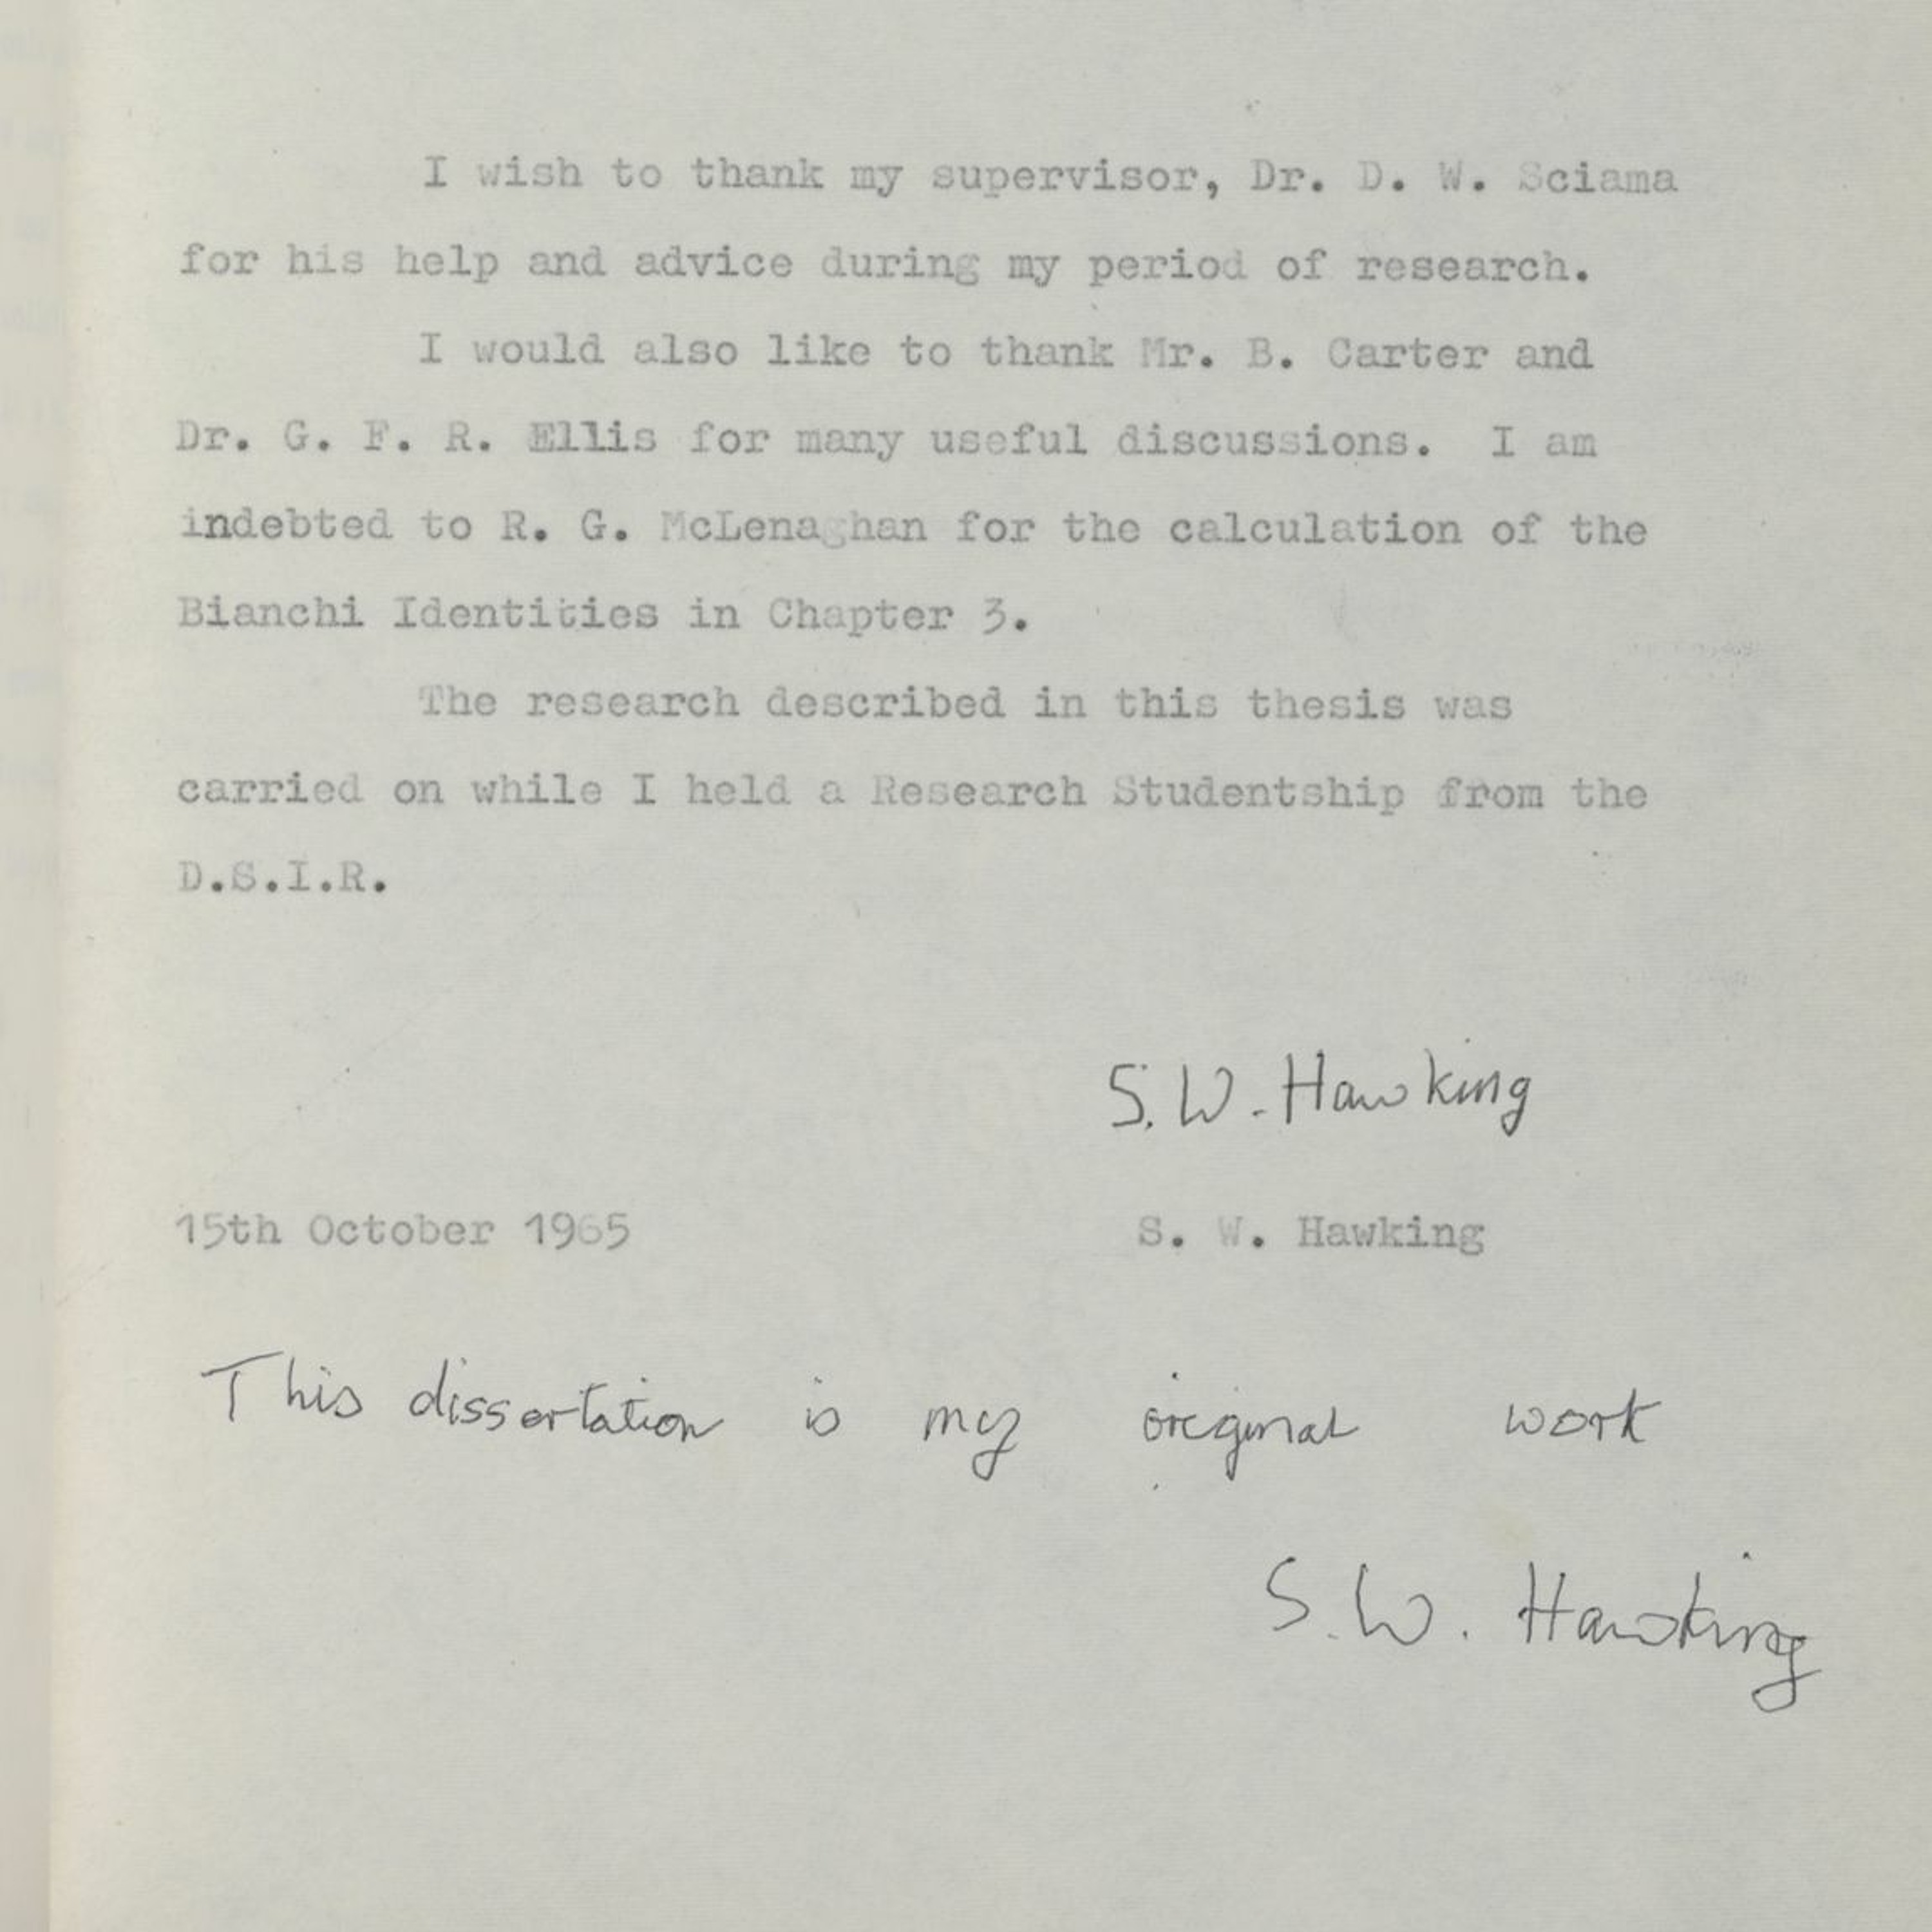 I wish to thank my supervisor, Dr. D. W. Sciama
for his help and advice during my period of research.
I would also like to thank Mr. B. Carter and
Dr. G. F. R. Ellis for many useful discussions. I am
indebted to R. G. McLenaghan for the calculation of the
Bianchi Identities in Chapter 3.
The research described in this thesis was
carried on while I held a Research Studentship from the
D.S.I.R.
S. W. Hawking
15th October 1965 S. W. Hawking
This dissertation is my original work
S. W. Hawking